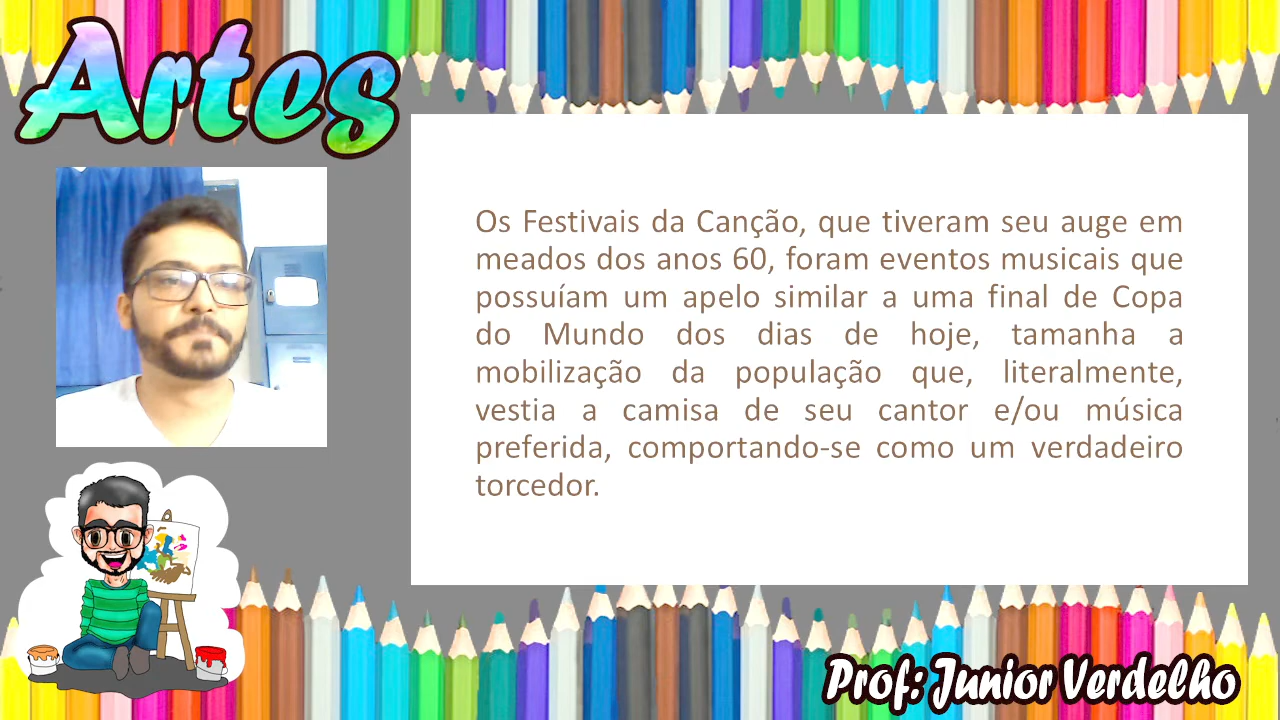 Artes
Os Festivais da Canção, que tiveram seu auge em
meados dos anos 60, foram eventos musicais que
possuíam um apelo similar a uma final de Copa
do Mundo dos dias de hoje, tamanha a
mobilização da população que, literalmente,
vestia a camisa de seu cantor e/ou música
preferida, comportando-se como um verdadeiro
torcedor.
Prof: Junior Verdelho